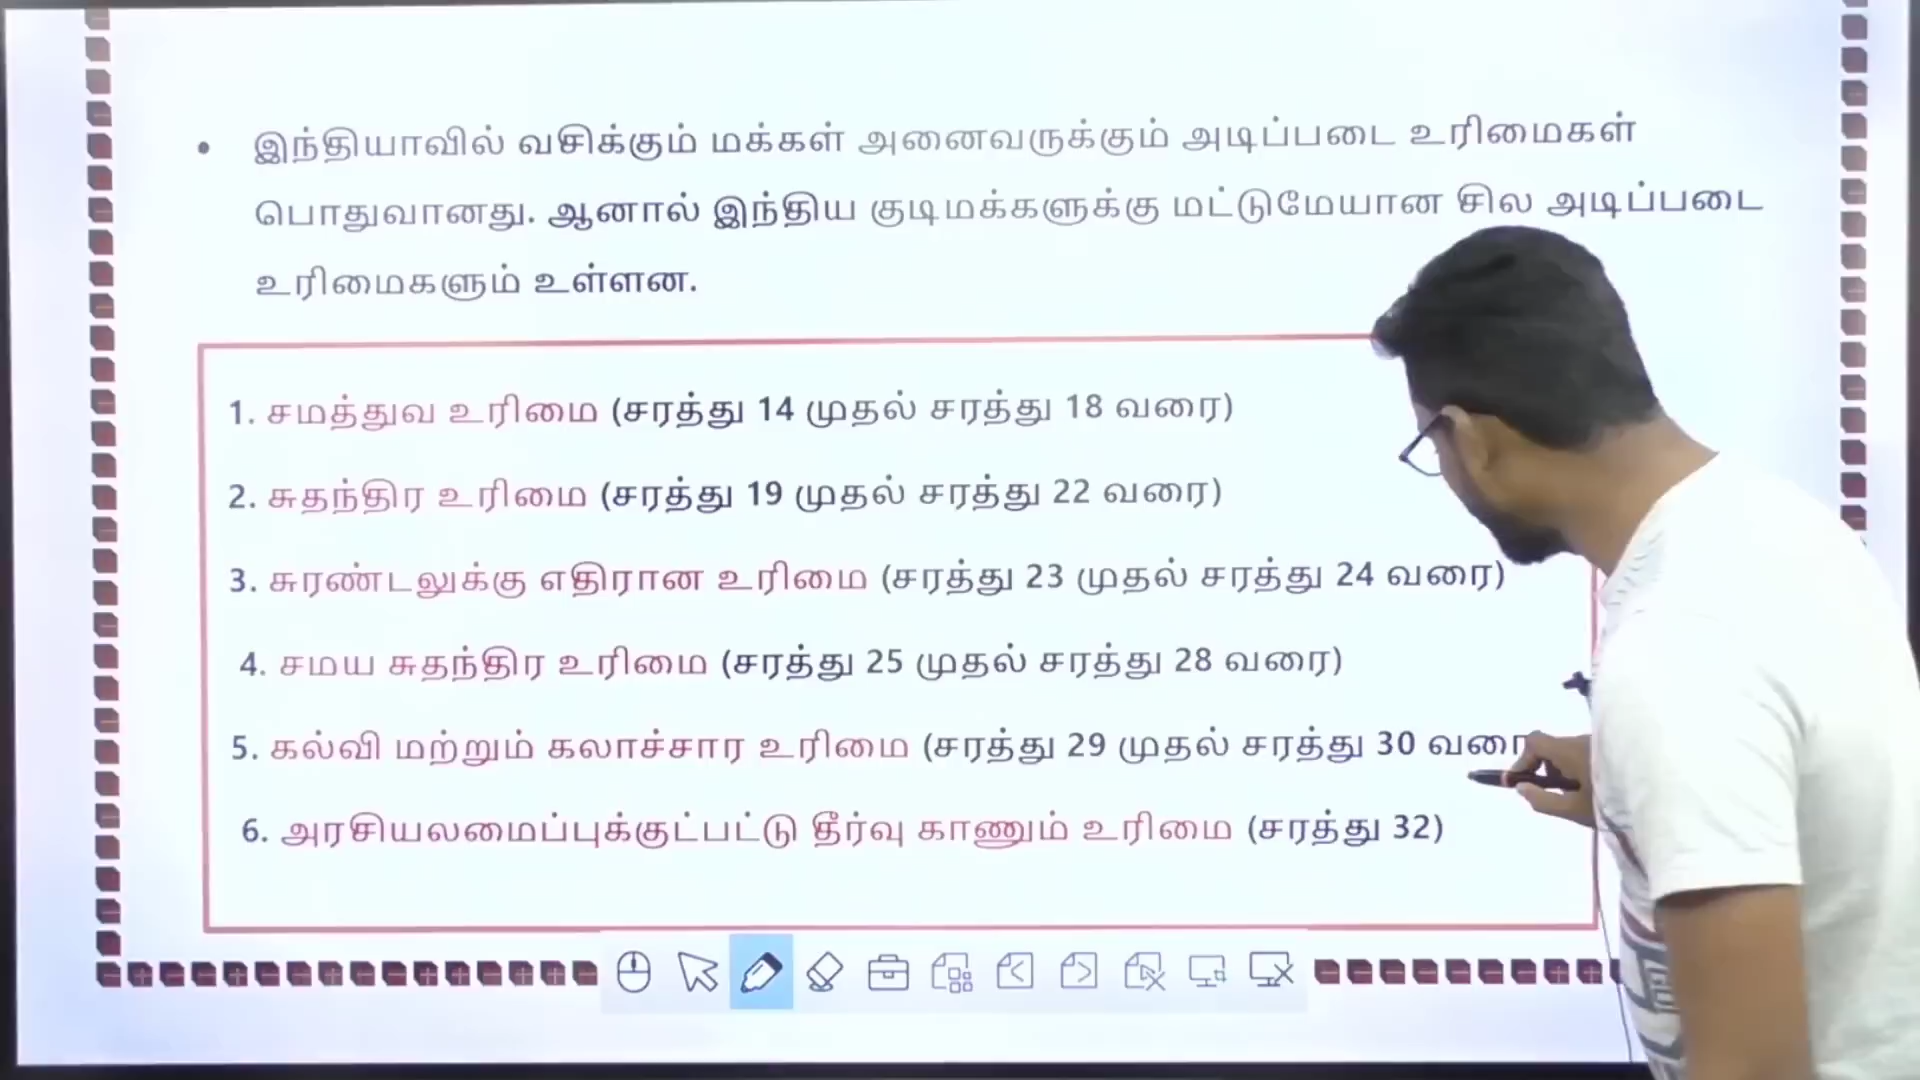 • இந்தியாவில் வசிக்கும் மக்கள் அனைவருக்கும் அடிப்படை உரிமைகள்
பொதுவானது. ஆனால் இந்திய குடிமக்களுக்கு மட்டுமேயான சில அடிப்படை
உரிமைகளும் உள்ளன.
1. சமத்துவ உரிமை (சரத்து 14 முதல் சரத்து 18 வரை)
2. சுதந்திர உரிமை (சரத்து 19 முதல் சரத்து 22 வரை)
3. சுரண்டலுக்கு எதிரான உரிமை (சரத்து 23 முதல் சரத்து 24 வரை)
4. சமய சுதந்திர உரிமை (சரத்து 25 முதல் சரத்து 28 வரை)
5. கல்வி மற்றும் கலாச்சார உரிமை (சரத்து 29 முதல் சரத்து 30 வரை
6. அரசியலமைப்புக்குட்பட்டு தீர்வு காணும் உரிமை (சரத்து 32)